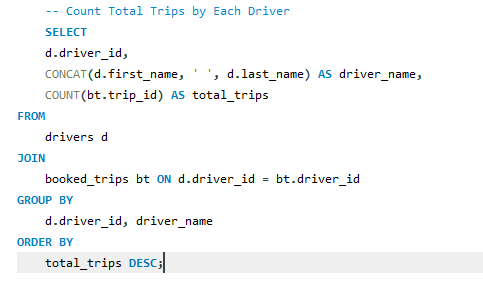 -- Count Total Trips by Each Driver
SELECT
d.driver_id,
CONCAT(d.first_name, ' ', d.last_name) AS driver_name,
COUNT(bt.trip_id) AS total_trips
FROM
drivers d
JOIN
booked_trips bt ON d.driver_id = bt.driver_id
GROUP BY
d.driver_id, driver_name
ORDER BY
total_trips DESC;